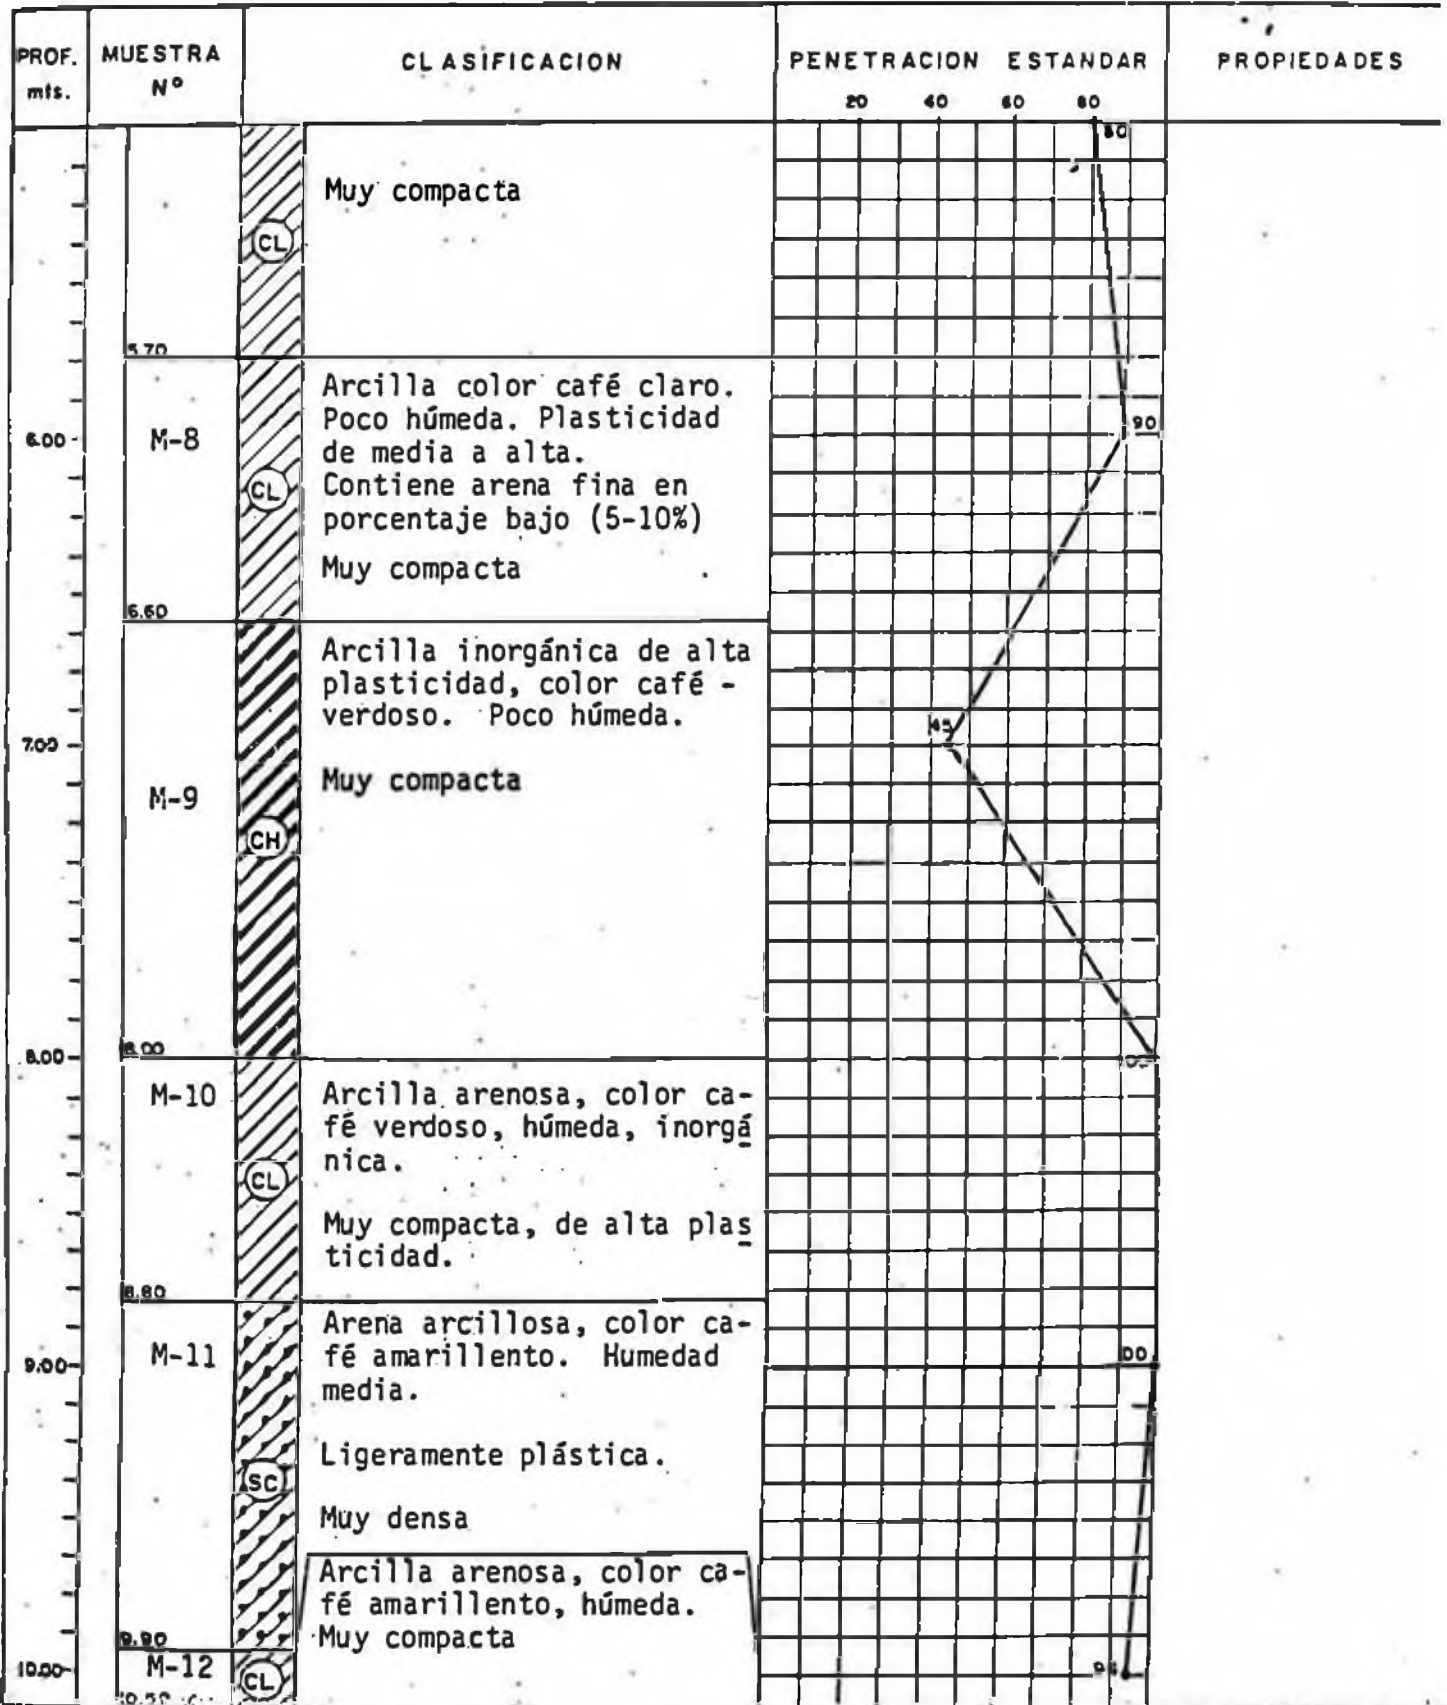 PROF. mts.
MUESTRA N°
CLASIFICACION
PENETRACION ESTANDAR
PROPIEDADES
20 40 60 80
80
Muy compacta
CL
5.70
M-8
Arcilla color café claro.
Poco húmeda. Plasticidad
de media a alta.
Contiene arena fina en
porcentaje bajo (5-10%)
Muy compacta
6.00
90
CL
6.60
Arcilla inorgánica de alta
plasticidad, color café -
verdoso. Poco húmeda.
45
7.00
Muy compacta
M-9
CH
8.00
8.00
M-10
Arcilla arenosa, color ca-
fé verdoso, húmeda, inorgá
nica.
CL
Muy compacta, de alta plas
ticidad.
8.80
Arena arcillosa, color ca-
fé amarillento. Humedad
media.
M-11
9.00
Ligeramente plástica.
SC
Muy densa
Arcilla arenosa, color ca-
fé amarillento, húmeda.
Muy compacta
9.90
M-12
10.00
CL